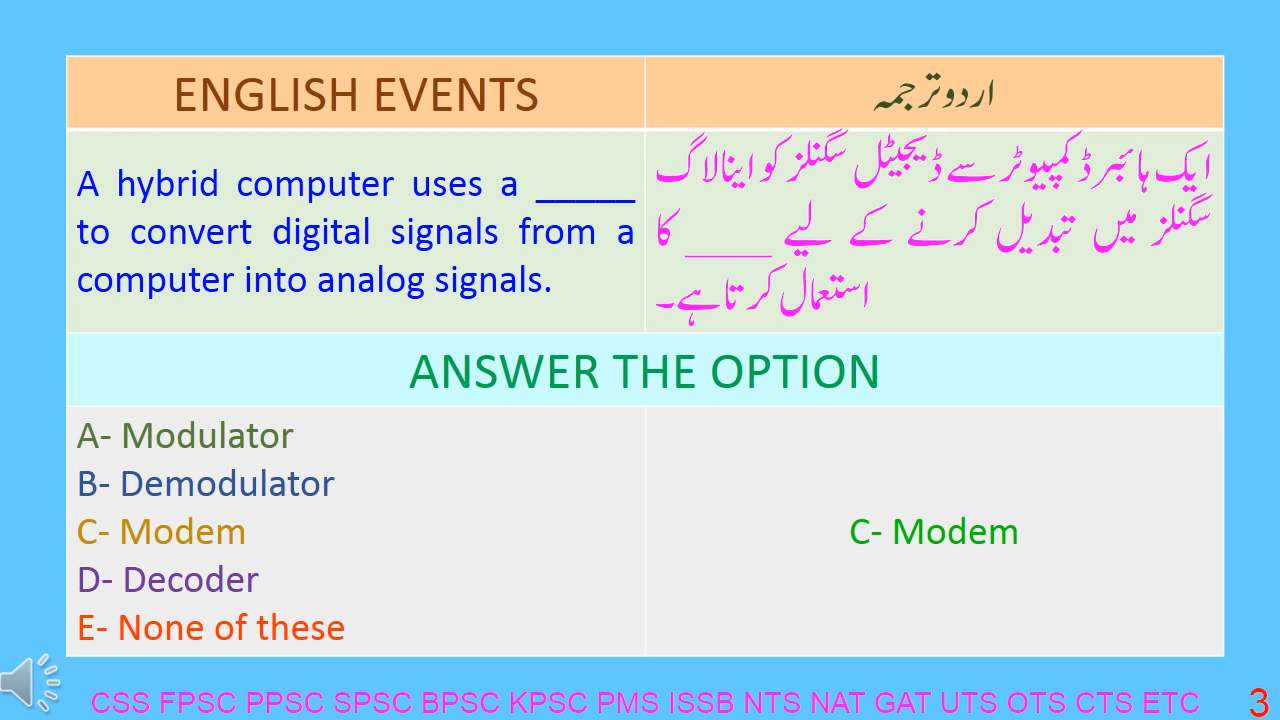 ENGLISH EVENTS
اردو ترجمہ
A hybrid computer uses a _____
to convert digital signals from a
computer into analog signals.
ایک ہائبرڈ کمپیوٹر سے ڈیجیٹل سگنلز کو اینالاگ
سگنلز میں تبدیل کرنے کے لیے ____ کا
استعمال کرتا ہے۔
ANSWER THE OPTION
A- Modulator
B- Demodulator
C- Modem
D- Decoder
E- None of these
C- Modem
CSS FPSC PPSC SPSC BPSC KPSC PMS ISSB NTS NAT GAT UTS OTS CTS ETC
3